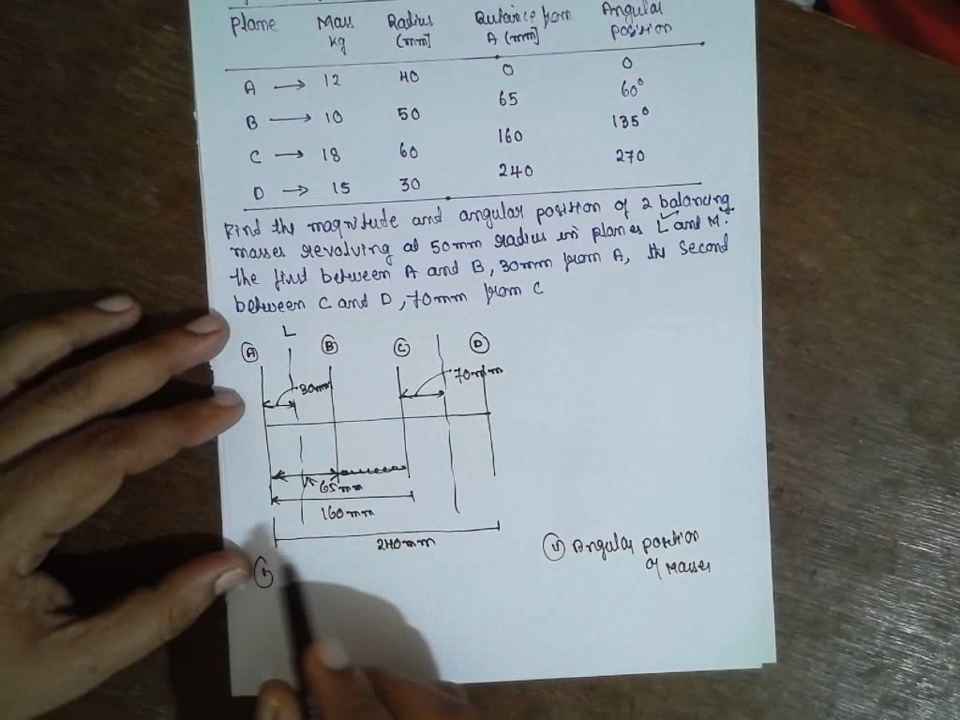 Plane Mass kg Radius (mm] Distance from A (mm] Angular position
A → 12 40 0 0
B → 10 50 65 60°
C → 18 60 160 135°
D → 15 30 240 270
Find the magnitude and angular position of 2 balancing
masses revolving at 50mm radius in planes L and M.
the first between A and B, 30mm from A, the second
between C and D, 70mm from C
L
A B C D
30mm 70mm
65mm
160mm
240mm
Angular position
of Masses